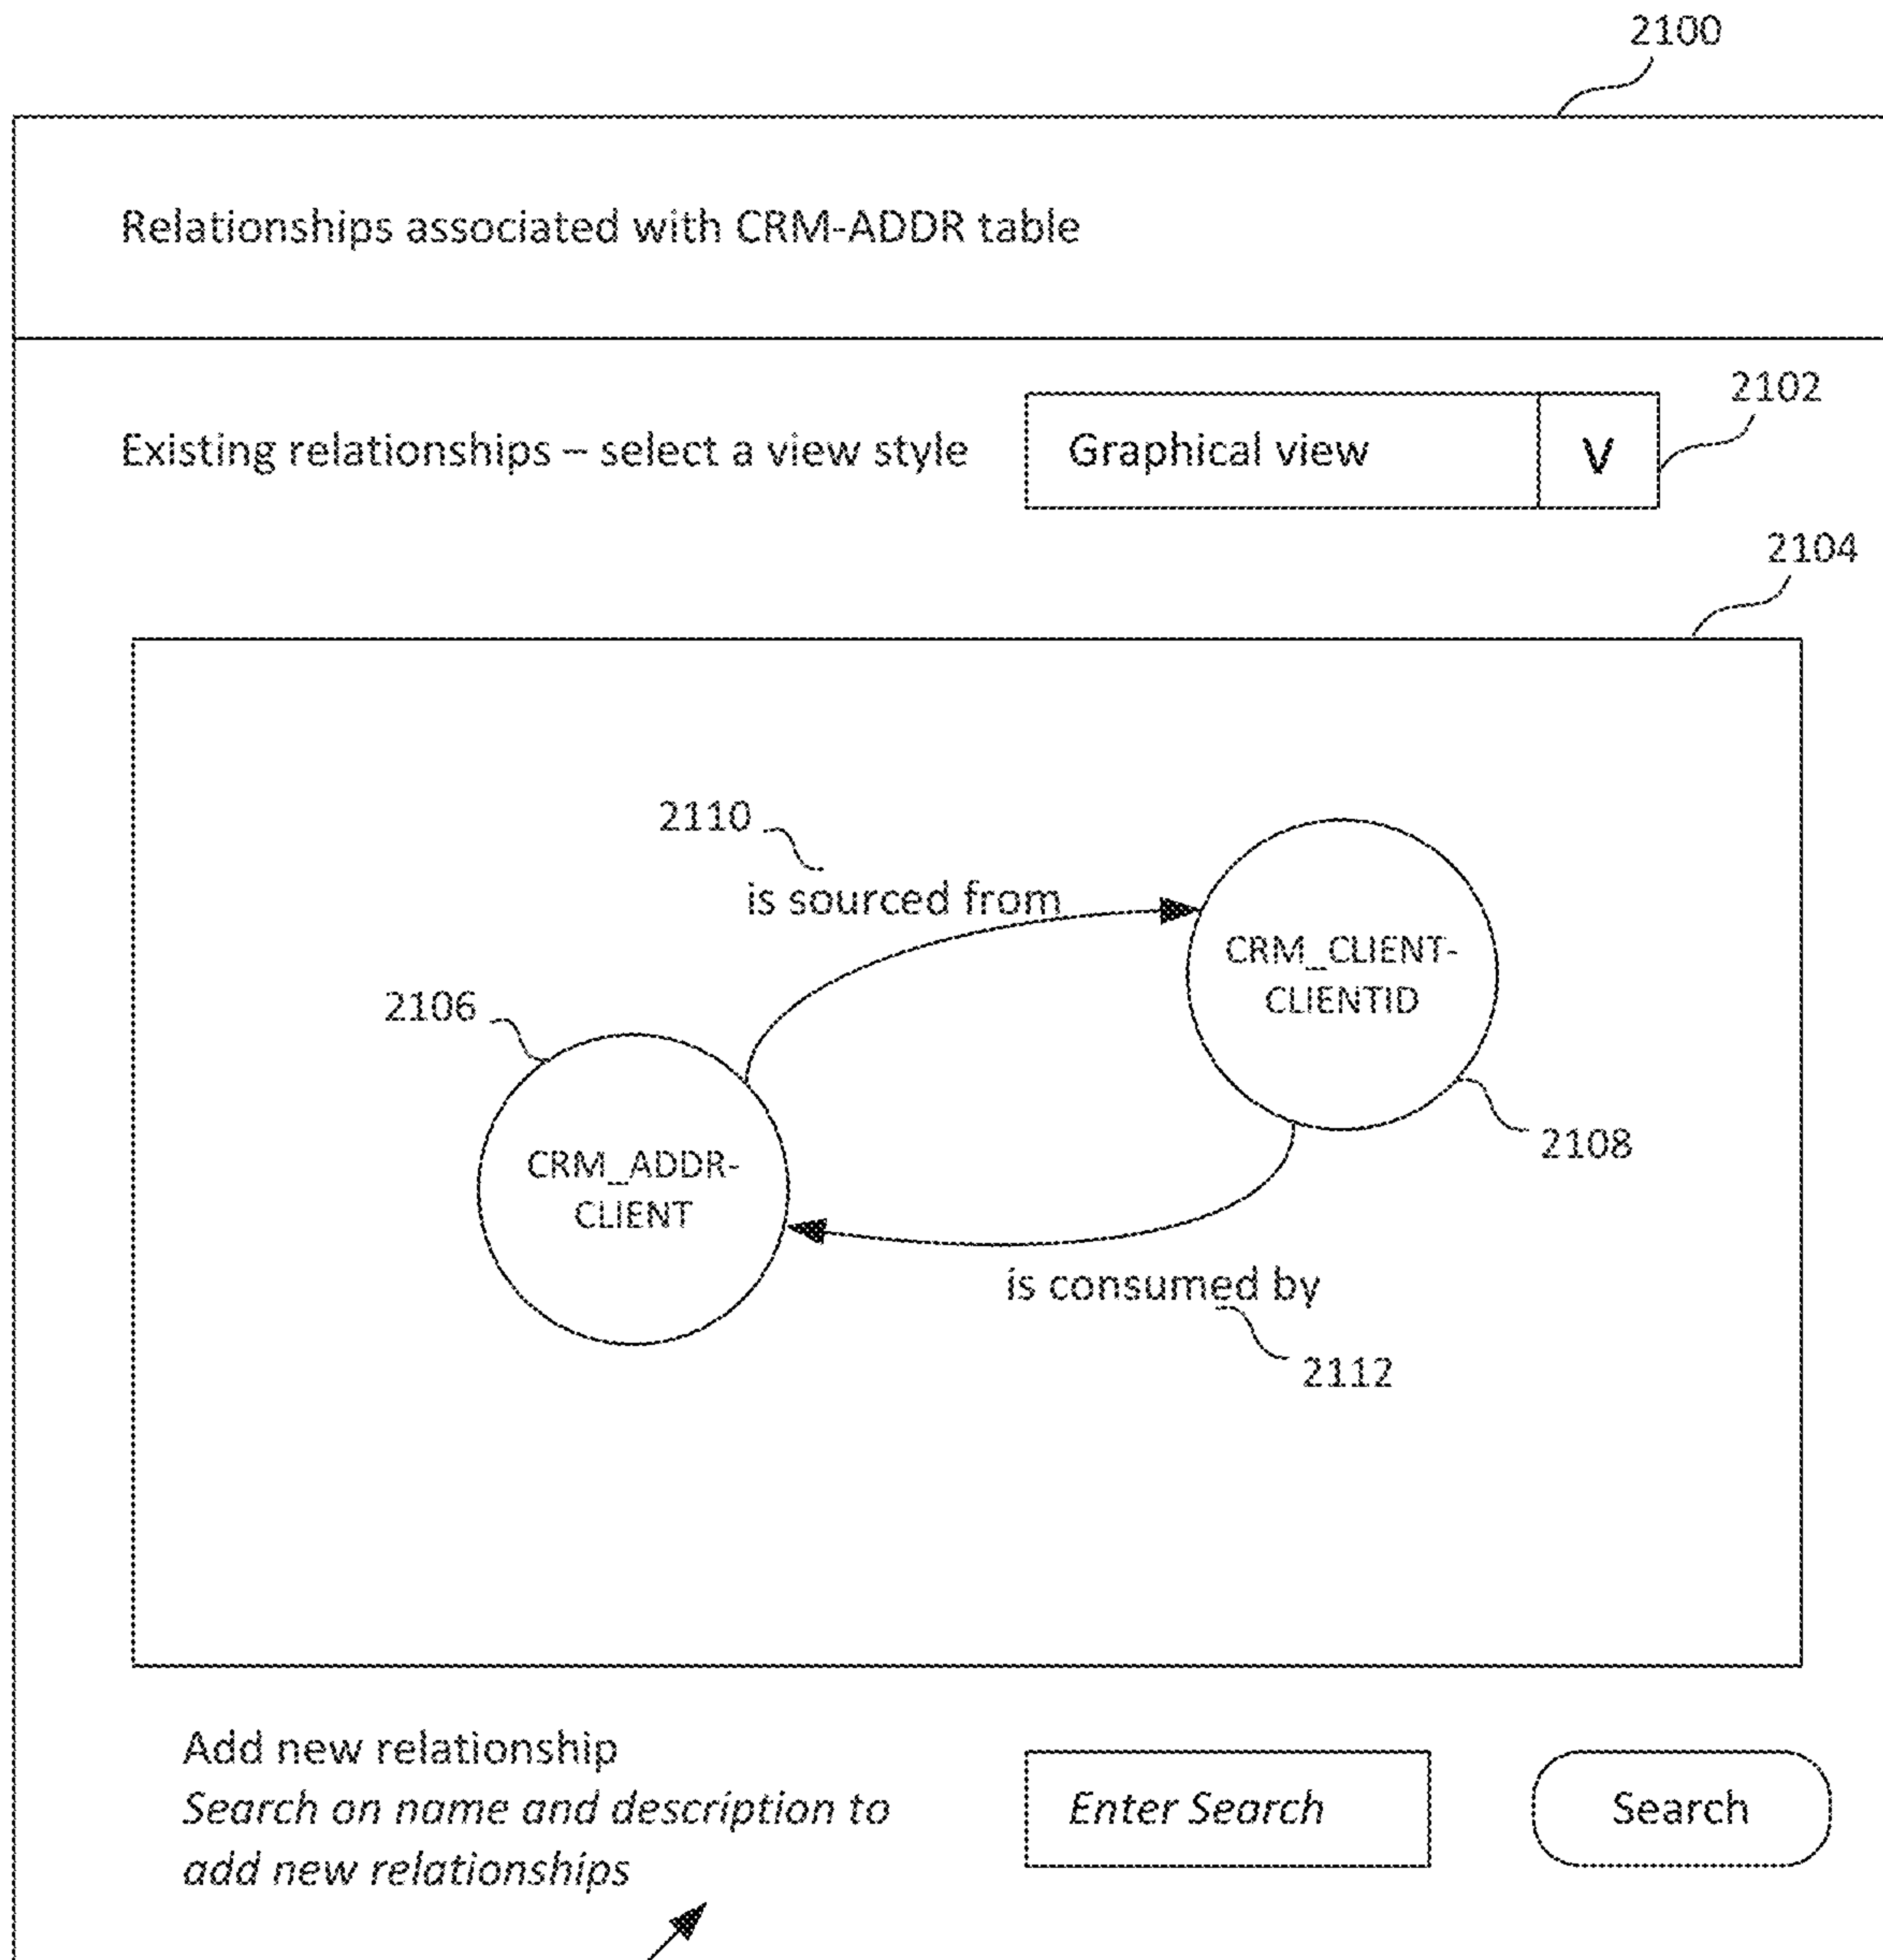 2100
Relationships associated with CRM-ADDR table
2102
Existing relationships – select a view style
Graphical view
V
2104
2110
is sourced from
CRM_CLIENT-
CLIENTID
2106
2108
CRM_ADDR-
CLIENT
is consumed by
2112
Add new relationship
Search on name and description to
add new relationships
Enter Search
Search